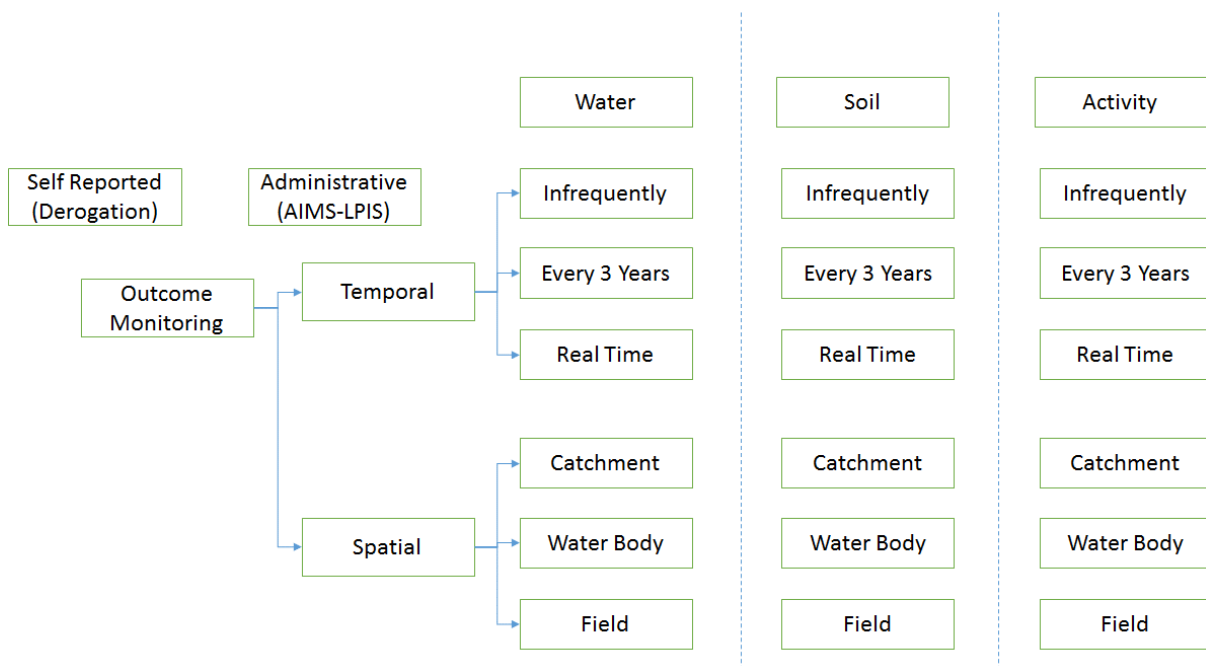 Water
Soil
Activity
Self Reported
(Derogation)
Administrative
(AIMS-LPIS)
Infrequently
Infrequently
Infrequently
Outcome
Monitoring
Temporal
Every 3 Years
Every 3 Years
Every 3 Years
Real Time
Real Time
Real Time
Catchment
Catchment
Catchment
Spatial
Water Body
Water Body
Water Body
Field
Field
Field